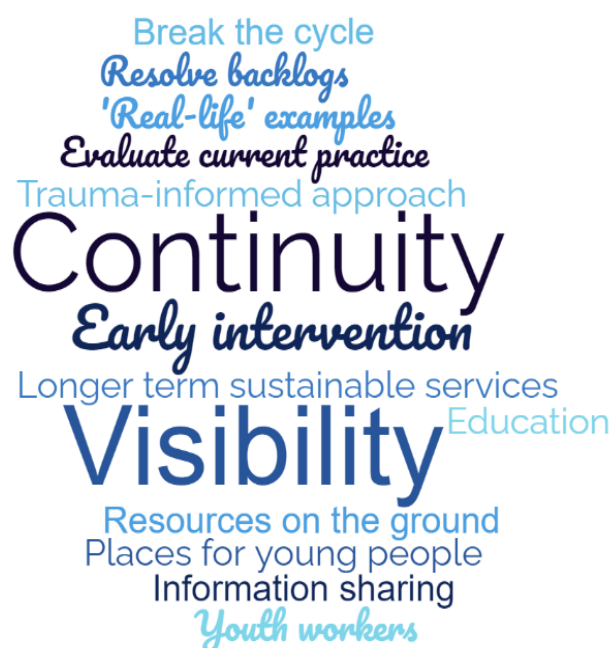 Break the cycle
Resolve backlogs
'Real-life' examples
Evaluate current practice
Trauma-informed approach
Continuity
Early intervention
Longer term sustainable services
Visibility
Education
Resources on the ground
Places for young people
Information sharing
Youth workers